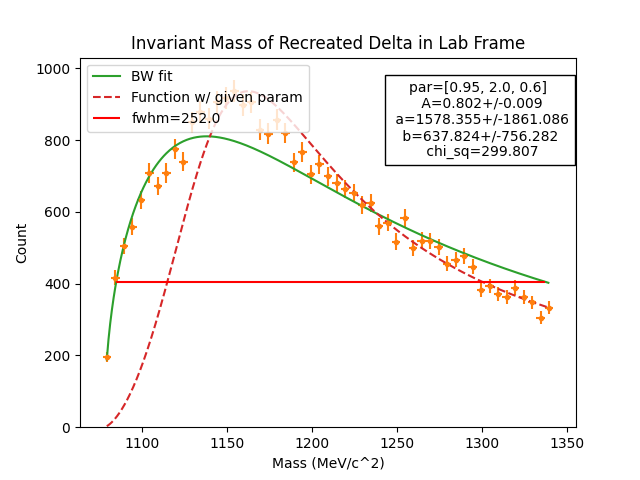 Invariant Mass of Recreated Delta in Lab Frame
BW fit
Function w/ given param
fwhm=252.0
par=[0.95, 2.0, 0.6]
A=0.802+/-0.009
a=1578.355+/-1861.086
b=637.824+/-756.282
chi_sq=299.807
1000
800
600
400
200
0
Count
1100
1150
1200
1250
1300
1350
Mass (MeV/c^2)